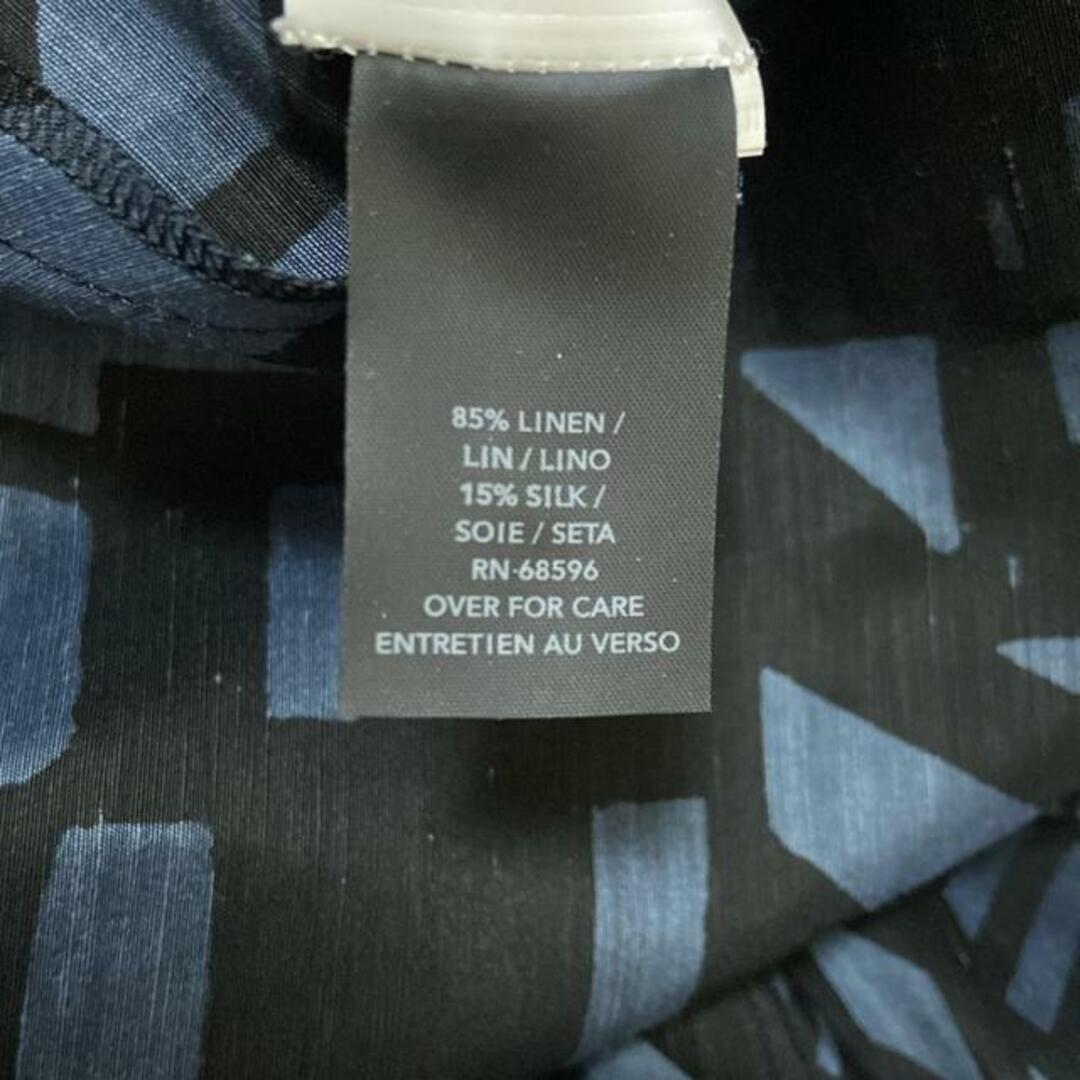 85% LINEN /
LIN / LINO
15% SILK /
SOIE / SETA
RN-68596
OVER FOR CARE
ENTRETIEN AU VERSO